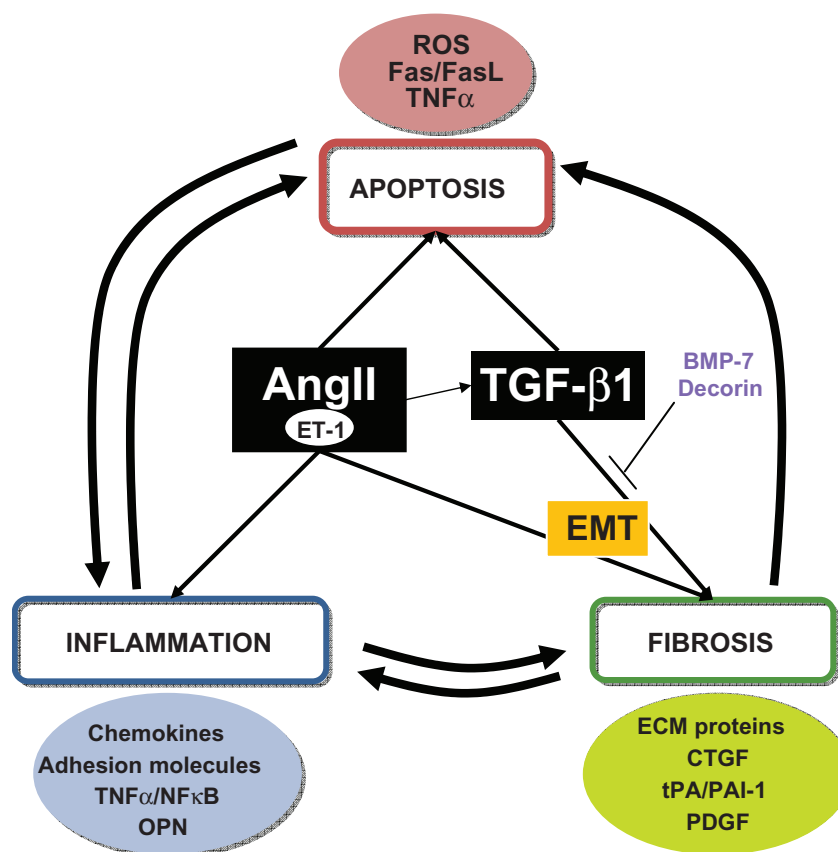 ROS
Fas/FasL
TNFα
APOPTOSIS
AngII
ET-1
TGF-β1
BMP-7
Decorin
EMT
INFLAMMATION
FIBROSIS
Chemokines
Adhesion molecules
TNFα/NFκB
OPN
ECM proteins
CTGF
tPA/PAI-1
PDGF